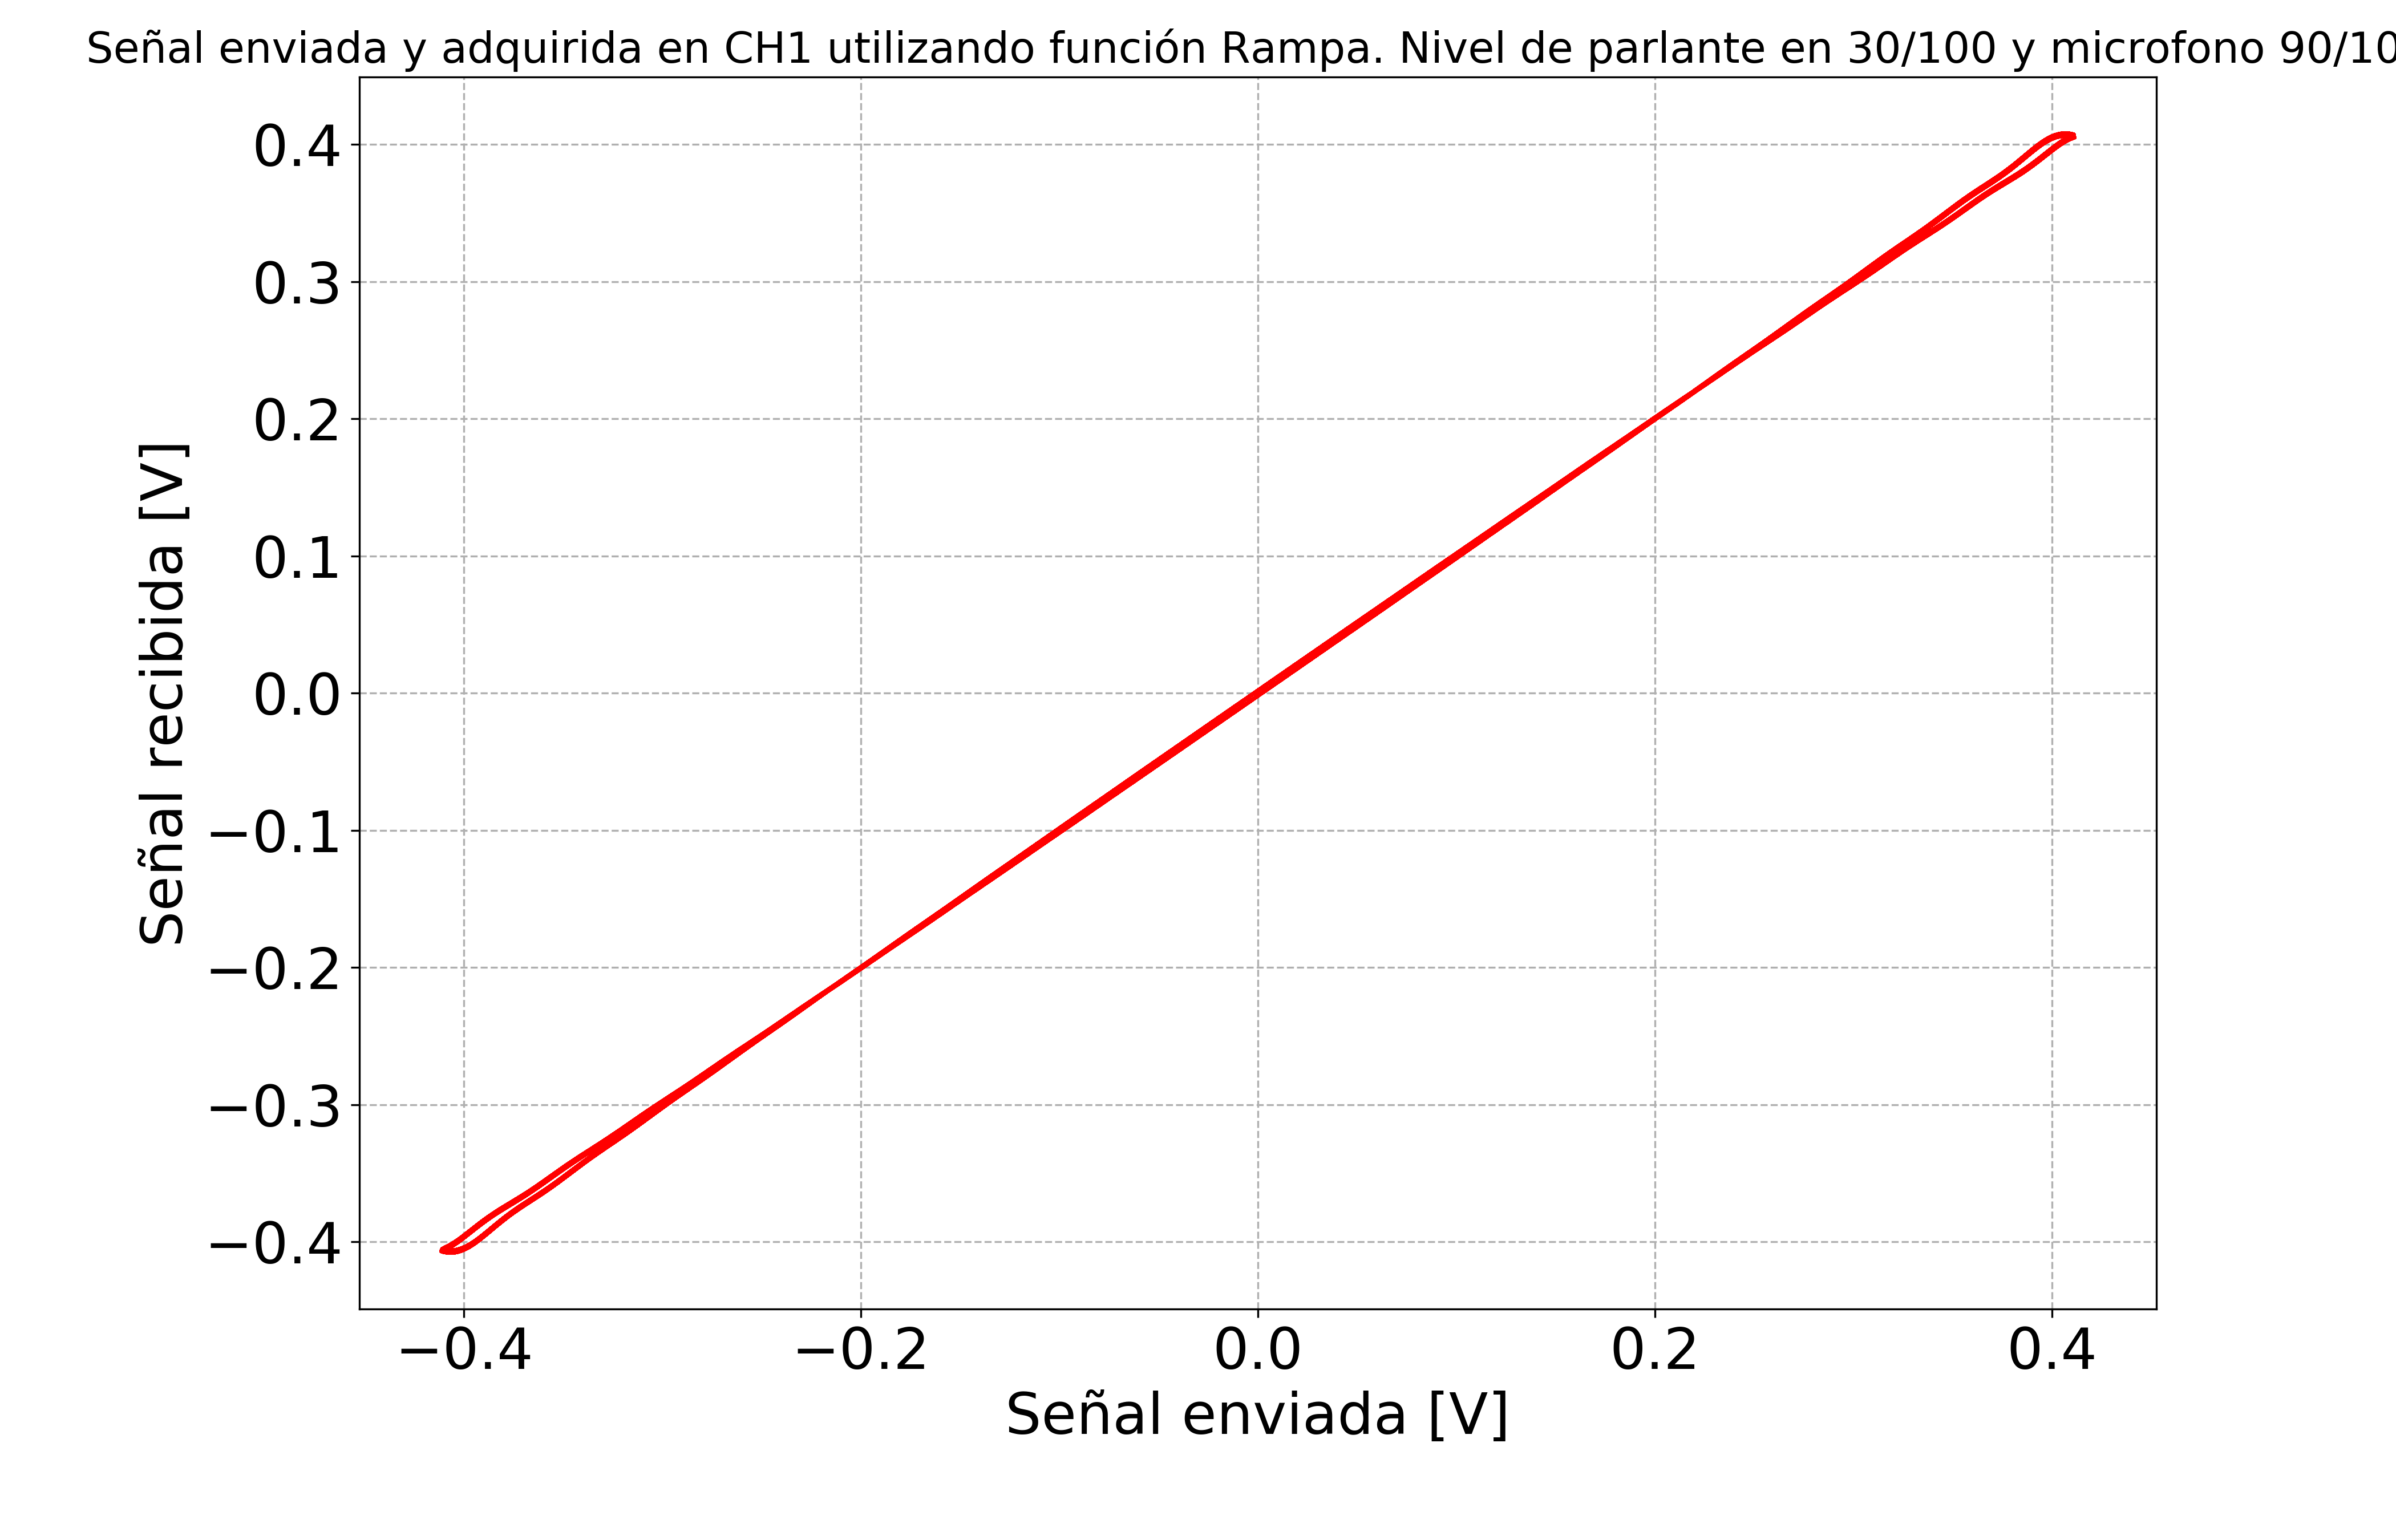 Señal enviada y adquirida en CH1 utilizando función Rampa. Nivel de parlante en 30/100 y microfono 90/10
0.4
0.3
0.2
0.1
0.0
−0.1
−0.2
−0.3
−0.4
Señal recibida [V]
−0.4 −0.2 0.0 0.2 0.4
Señal enviada [V]